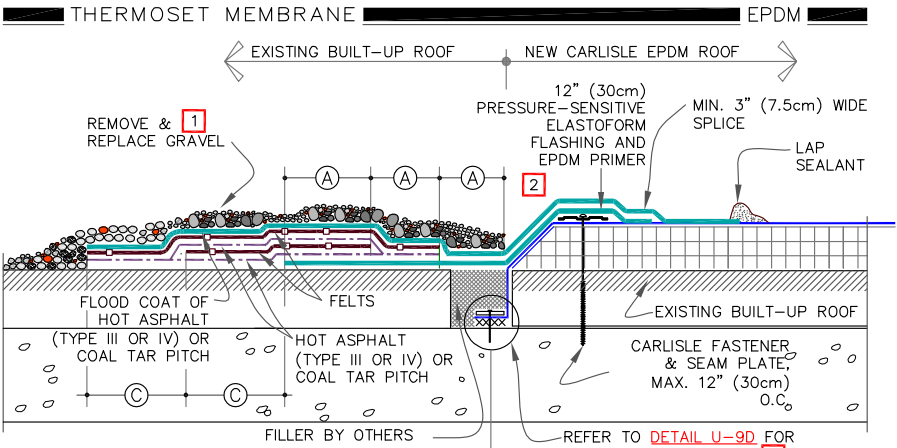 THERMOSET MEMBRANE
EPDM
EXISTING BUILT-UP ROOF
NEW CARLISLE EPDM ROOF
REMOVE & 1
REPLACE GRAVEL
12" (30cm)
PRESSURE-SENSITIVE
ELASTOFORM
FLASHING AND
EPDM PRIMER
MIN. 3" (7.5cm) WIDE
SPLICE
LAP
SEALANT
A
A
A
2
FLOOD COAT OF
HOT ASPHALT
(TYPE III OR IV) OR
COAL TAR PITCH
FELTS
HOT ASPHALT
(TYPE III OR IV) OR
COAL TAR PITCH
EXISTING BUILT-UP ROOF
CARLISLE FASTENER
& SEAM PLATE,
MAX. 12" (30cm)
O.C.
C
C
FILLER BY OTHERS
REFER TO DETAIL U-9D FOR